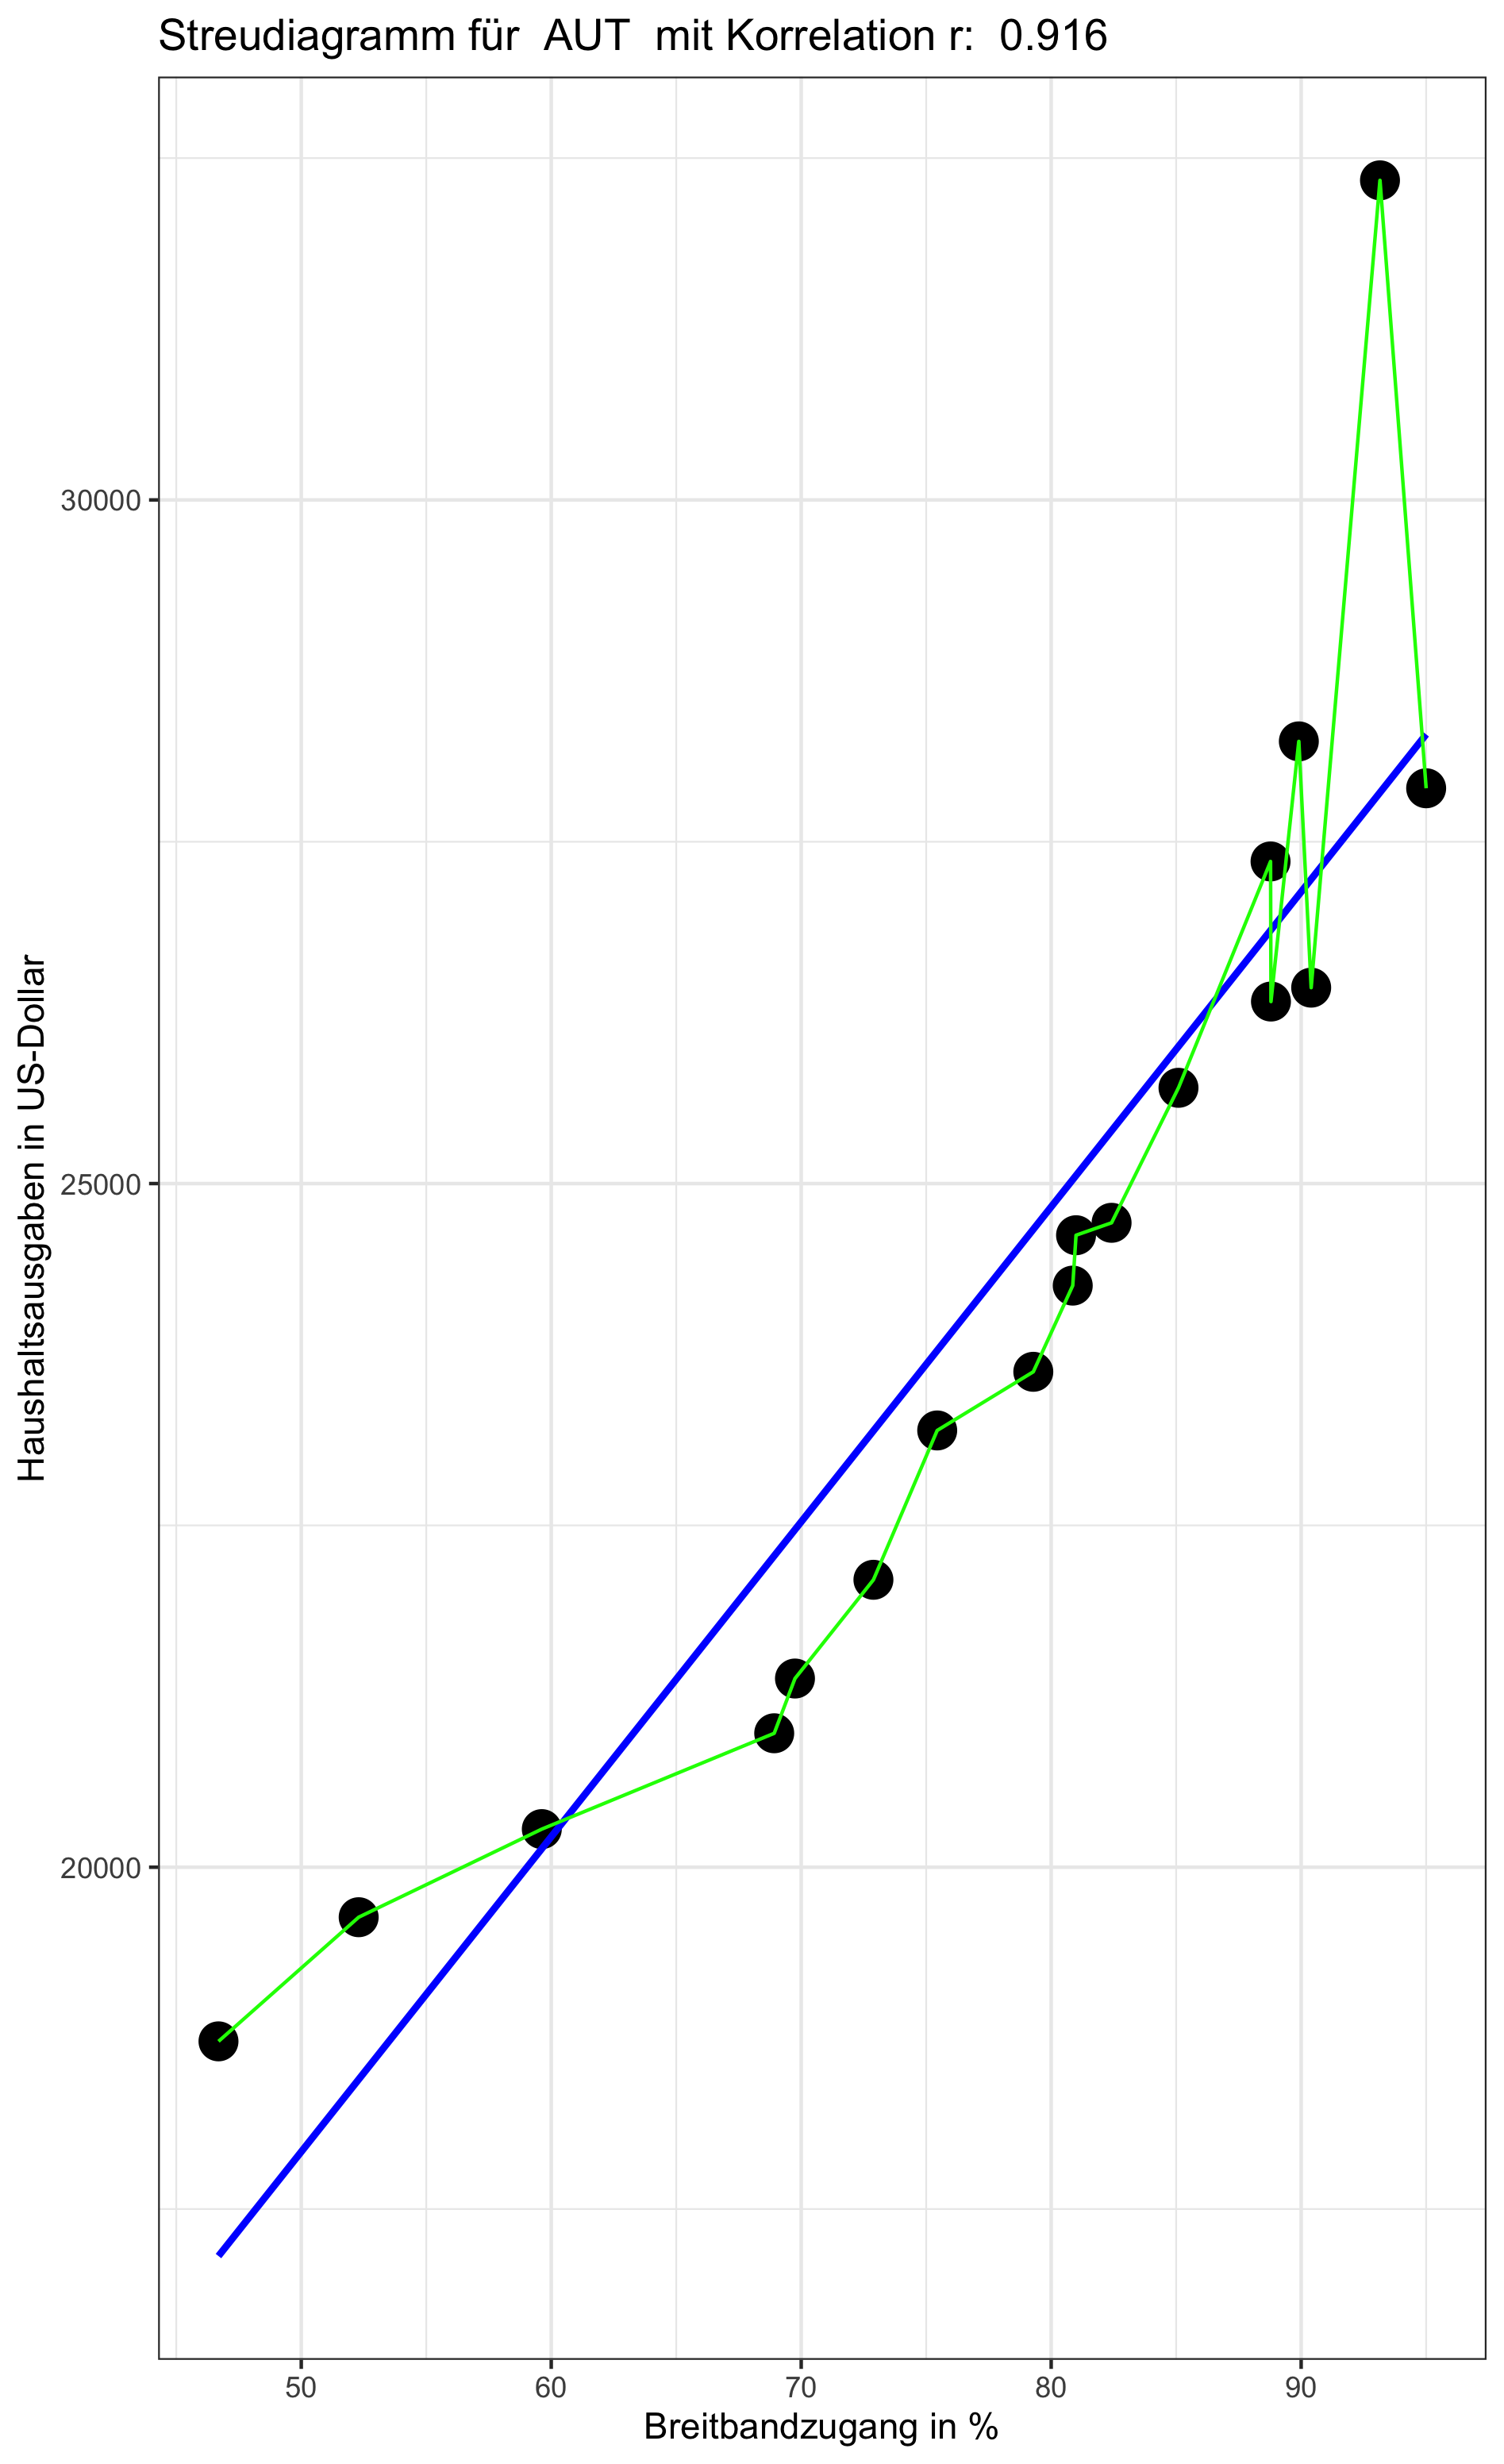 Streudiagramm für  AUT  mit Korrelation r:  0.916
Haushaltsausgaben in US-Dollar
30000
25000
20000
50 60 70 80 90
Breitbandzugang in %